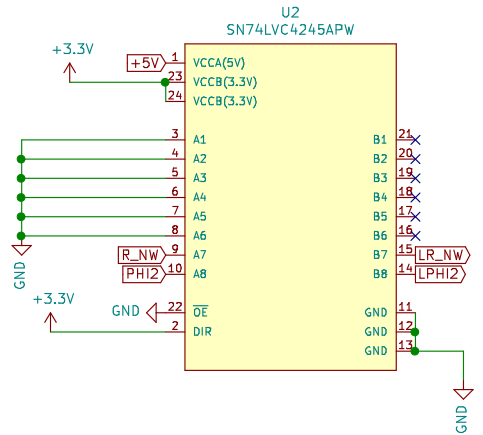 U2
SN74LVC4245APW
+3.3V
+5V 1 VCCA(5V)
23 VCCB(3.3V)
24 VCCB(3.3V)
3 A1 B1 21
4 A2 B2 20
5 A3 B3 19
6 A4 B4 18
7 A5 B5 17
8 A6 B6 16
R_NW 9 A7 B7 15 LR_NW
PHI2 10 A8 B8 14 LPHI2
GND
+3.3V
GND 22 OE GND 11
2 DIR GND 12
GND 13
GND